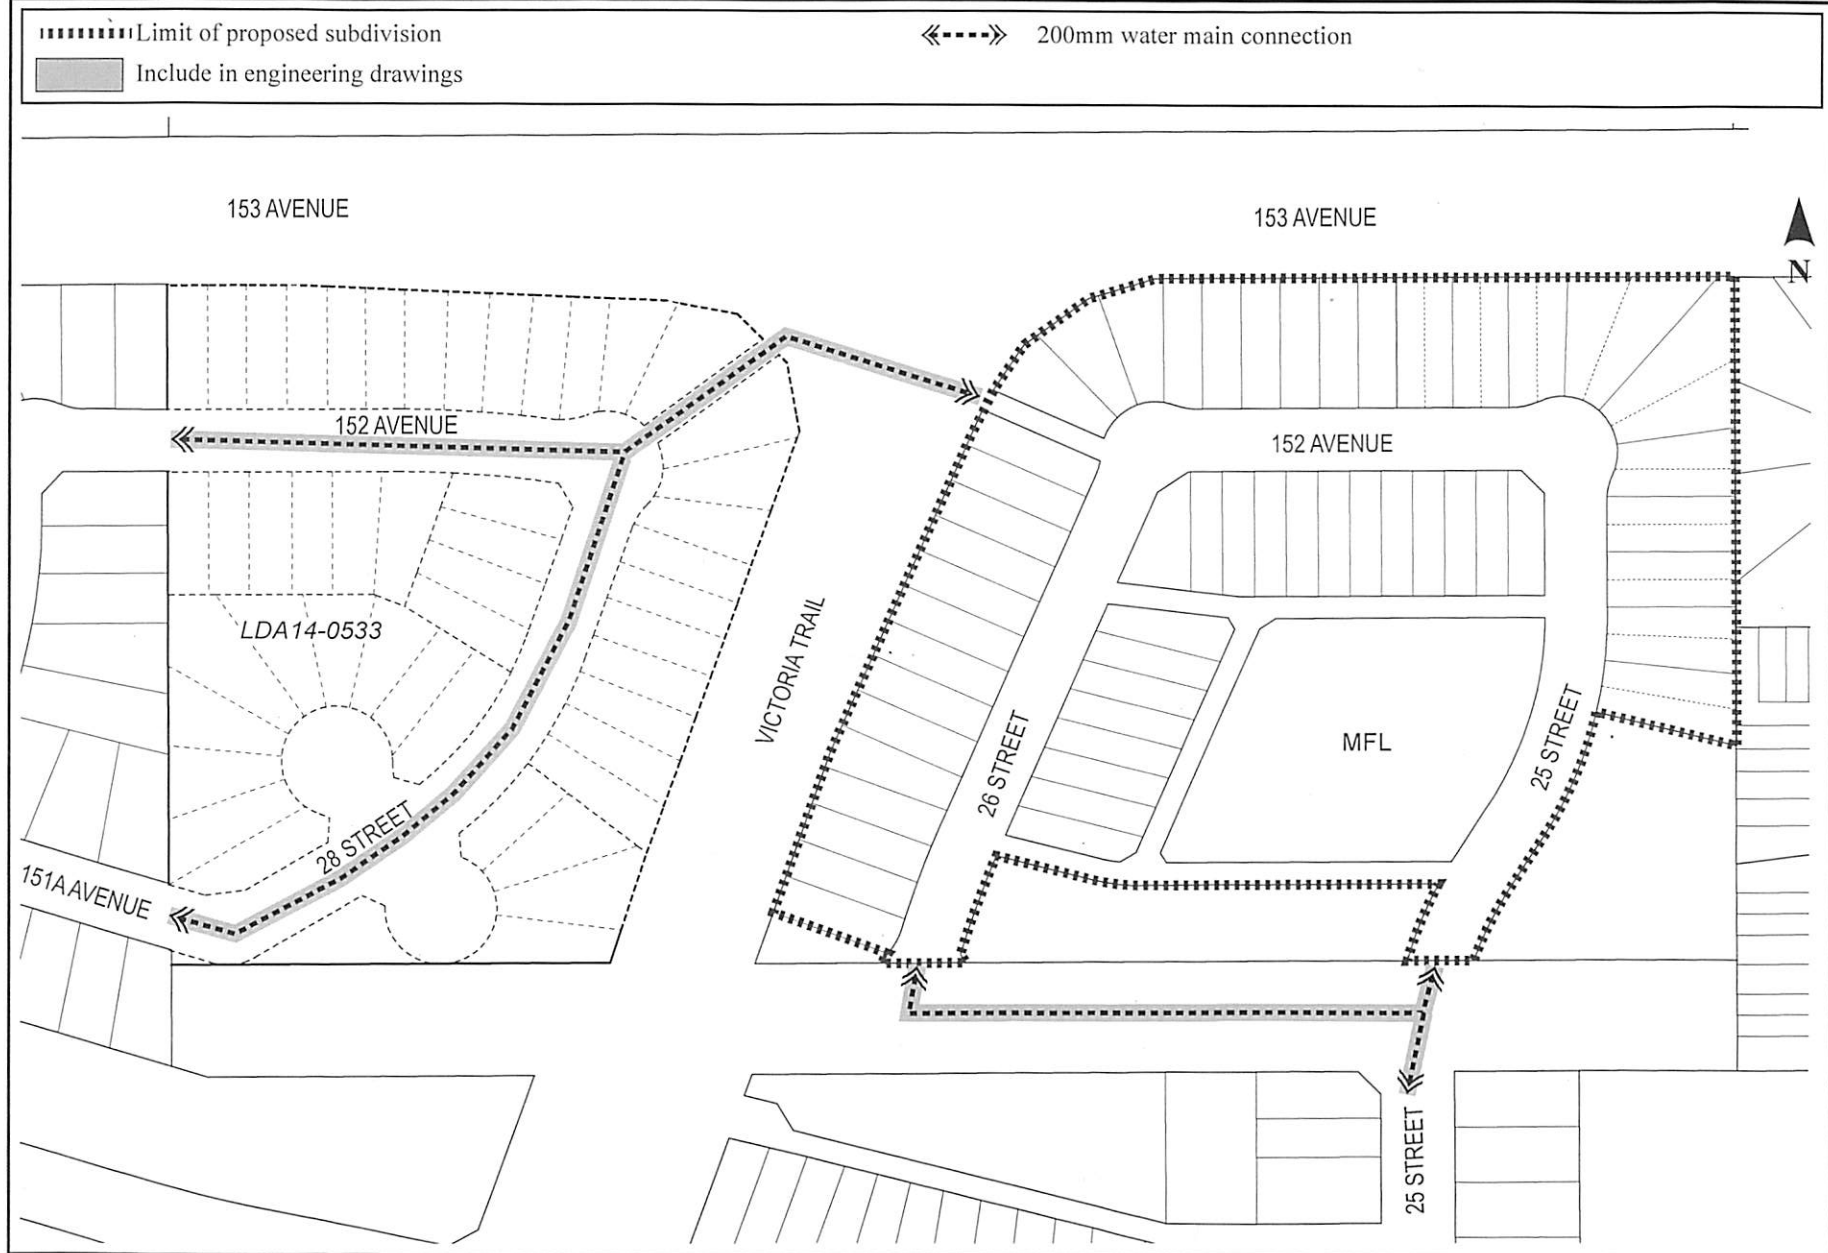 Limit of proposed subdivision
200mm water main connection
Include in engineering drawings
153 AVENUE
153 AVENUE
N
152 AVENUE
152 AVENUE
LDA14-0533
VICTORIA TRAIL
26 STREET
MFL
25 STREET
28 STREET
151A AVENUE
25 STREET